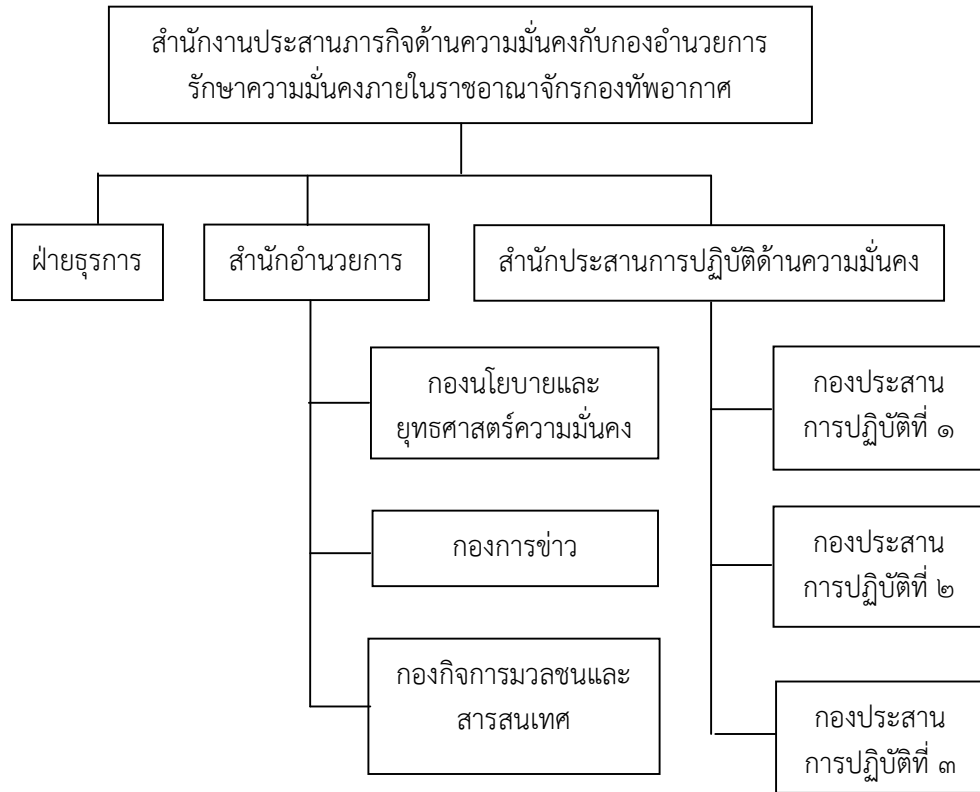 สำนักงานประสานภารกิจด้านความมั่นคงกับกองอำนวยการ
รักษาความมั่นคงภายในราชอาณาจักรกองทัพอากาศ
ฝ่ายธุรการ
สำนักอำนวยการ
สำนักประสานการปฏิบัติด้านความมั่นคง
กองนโยบายและ
ยุทธศาสตร์ความมั่นคง
กองการข่าว
กองกิจการมวลชนและ
สารสนเทศ
กองประสาน
การปฏิบัติที่ ๑
กองประสาน
การปฏิบัติที่ ๒
กองประสาน
การปฏิบัติที่ ๓